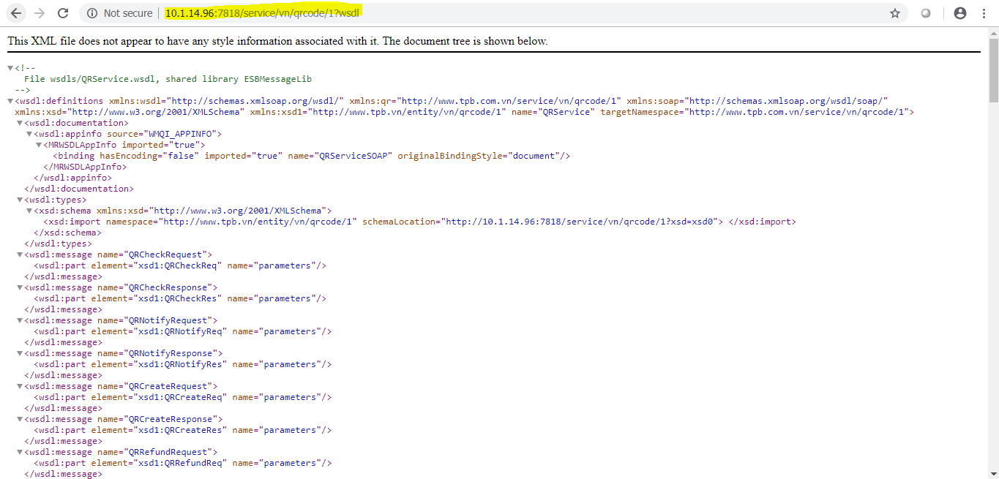 Not secure | 10.1.14.96:7818/service/vn/qrcode/1?wsdl
This XML file does not appear to have any style information associated with it. The document tree is shown below.
▼<!--
File wsdls/QRService.wsdl, shared library ESBMessageLib
-->
▼<wsdl:definitions xmlns:wsdl="http://schemas.xmlsoap.org/wsdl/" xmlns:qr="http://www.tpb.com.vn/service/vn/qrcode/1" xmlns:soap="http://schemas.xmlsoap.org/wsdl/soap/"
xmlns:xsd="http://www.w3.org/2001/XMLSchema" xmlns:xsd1="http://www.tpb.vn/entity/vn/qrcode/1" name="QRService" targetNamespace="http://www.tpb.com.vn/service/vn/qrcode/1">
▼<wsdl:documentation>
▼<wsdl:appinfo source="WMQI_APPINFO">
▼<MRWSDLAppInfo imported="true">
<binding hasEncoding="false" imported="true" name="QRServiceSOAP" originalBindingStyle="document"/>
</MRWSDLAppInfo>
</wsdl:appinfo>
</wsdl:documentation>
▼<wsdl:types>
▼<xsd:schema xmlns:xsd="http://www.w3.org/2001/XMLSchema">
<xsd:import namespace="http://www.tpb.vn/entity/vn/qrcode/1" schemaLocation="http://10.1.14.96:7818/service/vn/qrcode/1?xsd=xsd0"> </xsd:import>
</xsd:schema>
</wsdl:types>
▼<wsdl:message name="QRCheckRequest">
<wsdl:part element="xsd1:QRCheckReq" name="parameters"/>
</wsdl:message>
▼<wsdl:message name="QRCheckResponse">
<wsdl:part element="xsd1:QRCheckRes" name="parameters"/>
</wsdl:message>
▼<wsdl:message name="QRNotifyRequest">
<wsdl:part element="xsd1:QRNotifyReq" name="parameters"/>
</wsdl:message>
▼<wsdl:message name="QRNotifyResponse">
<wsdl:part element="xsd1:QRNotifyRes" name="parameters"/>
</wsdl:message>
▼<wsdl:message name="QRCreateRequest">
<wsdl:part element="xsd1:QRCreateReq" name="parameters"/>
</wsdl:message>
▼<wsdl:message name="QRCreateResponse">
<wsdl:part element="xsd1:QRCreateRes" name="parameters"/>
</wsdl:message>
▼<wsdl:message name="QRRefundRequest">
<wsdl:part element="xsd1:QRRefundReq" name="parameters"/>
</wsdl:message>